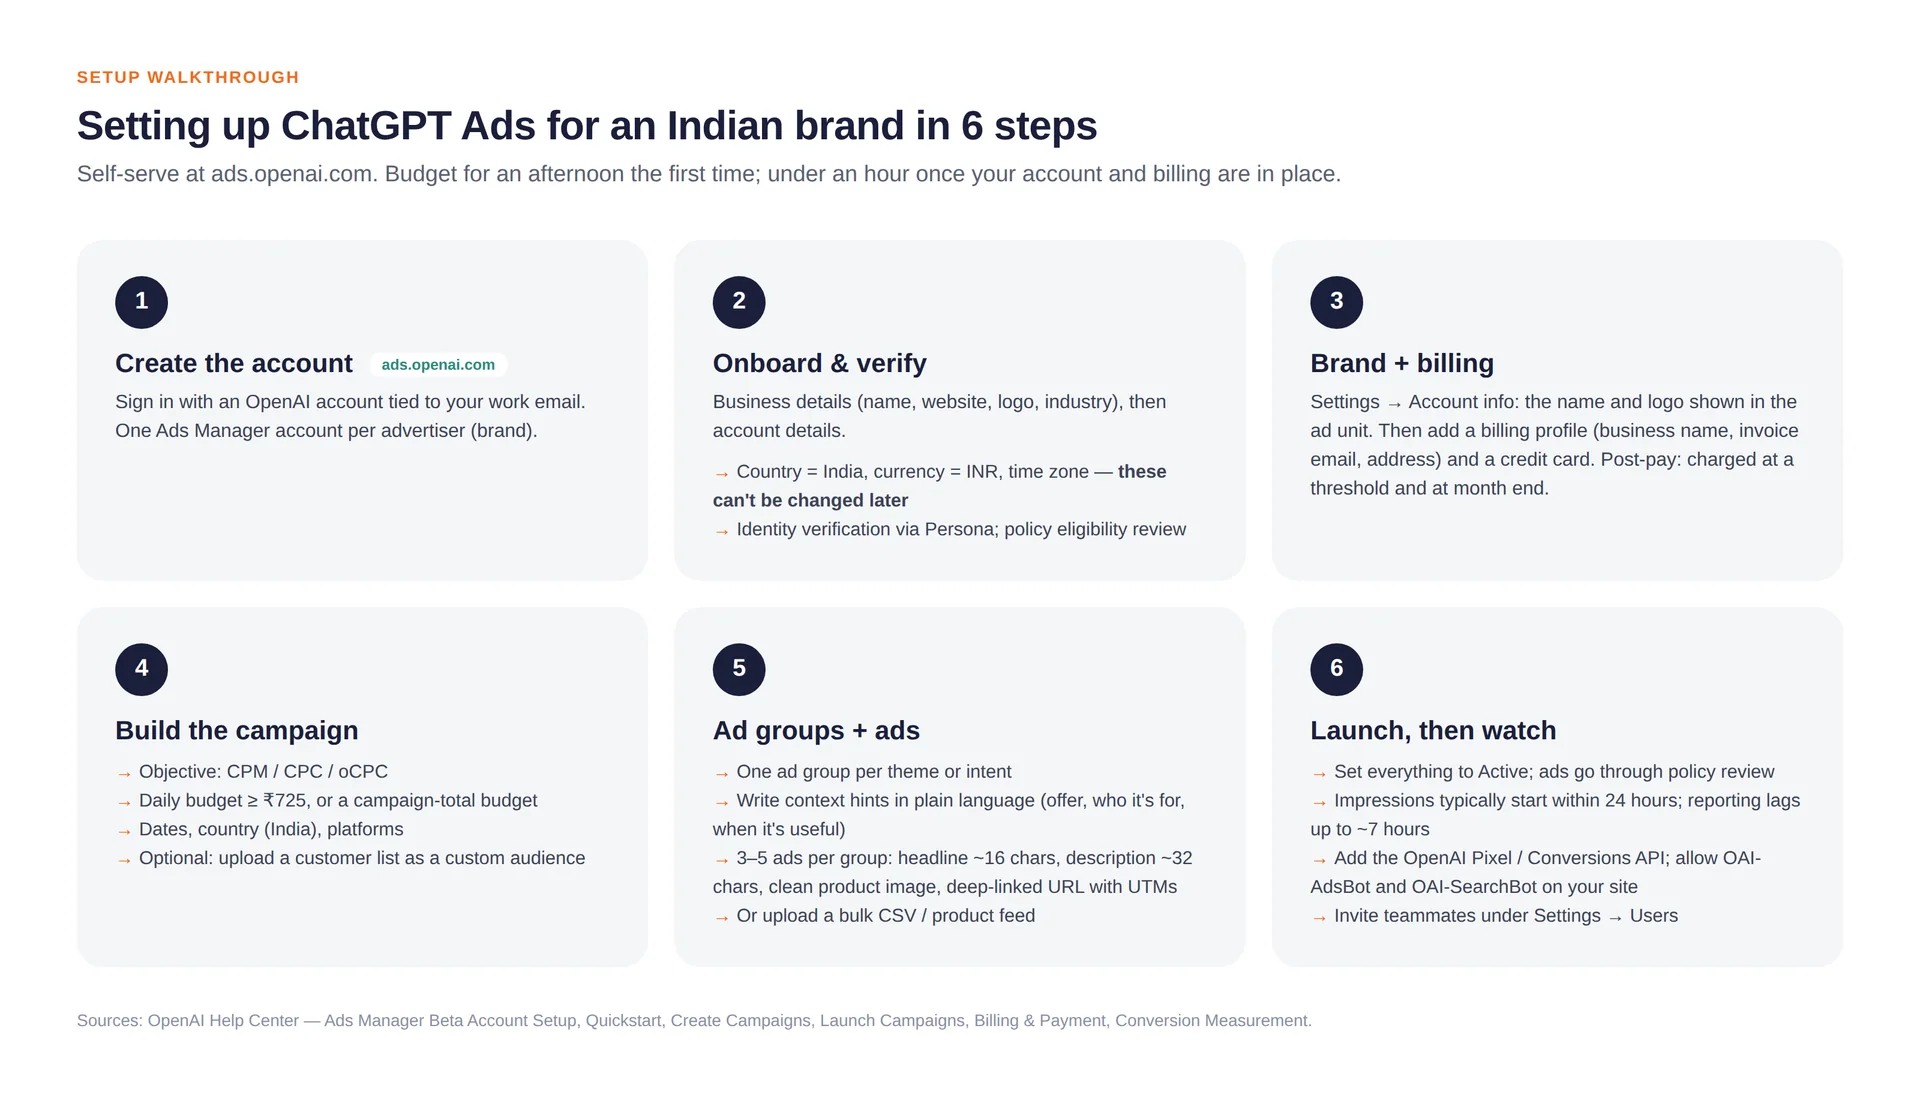 SETUP WALKTHROUGH
Setting up ChatGPT Ads for an Indian brand in 6 steps
Self-serve at ads.openai.com. Budget for an afternoon the first time; under an hour once your account and billing are in place.
1
Create the account ads.openai.com
Sign in with an OpenAI account tied to your work email.
One Ads Manager account per advertiser (brand).
2
Onboard & verify
Business details (name, website, logo, industry), then
account details.
→ Country = India, currency = INR, time zone — these
can't be changed later
→ Identity verification via Persona; policy eligibility review
3
Brand + billing
Settings → Account info: the name and logo shown in the
ad unit. Then add a billing profile (business name, invoice
email, address) and a credit card. Post-pay: charged at a
threshold and at month end.
4
Build the campaign
→ Objective: CPM / CPC / oCPC
→ Daily budget ≥ ₹725, or a campaign-total budget
→ Dates, country (India), platforms
→ Optional: upload a customer list as a custom audience
5
Ad groups + ads
→ One ad group per theme or intent
→ Write context hints in plain language (offer, who it's for,
when it's useful)
→ 3–5 ads per group: headline ~16 chars, description ~32
chars, clean product image, deep-linked URL with UTMs
→ Or upload a bulk CSV / product feed
6
Launch, then watch
→ Set everything to Active; ads go through policy review
→ Impressions typically start within 24 hours; reporting lags
up to ~7 hours
→ Add the OpenAI Pixel / Conversions API; allow OAI-
AdsBot and OAI-SearchBot on your site
→ Invite teammates under Settings → Users
Sources: OpenAI Help Center — Ads Manager Beta Account Setup, Quickstart, Create Campaigns, Launch Campaigns, Billing & Payment, Conversion Measurement.